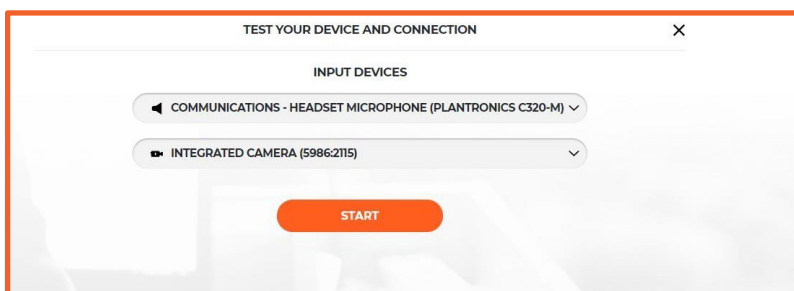 TEST YOUR DEVICE AND CONNECTION
INPUT DEVICES
COMMUNICATIONS - HEADSET MICROPHONE (PLANTRONICS C320-M)
INTEGRATED CAMERA (5986:2115)
START